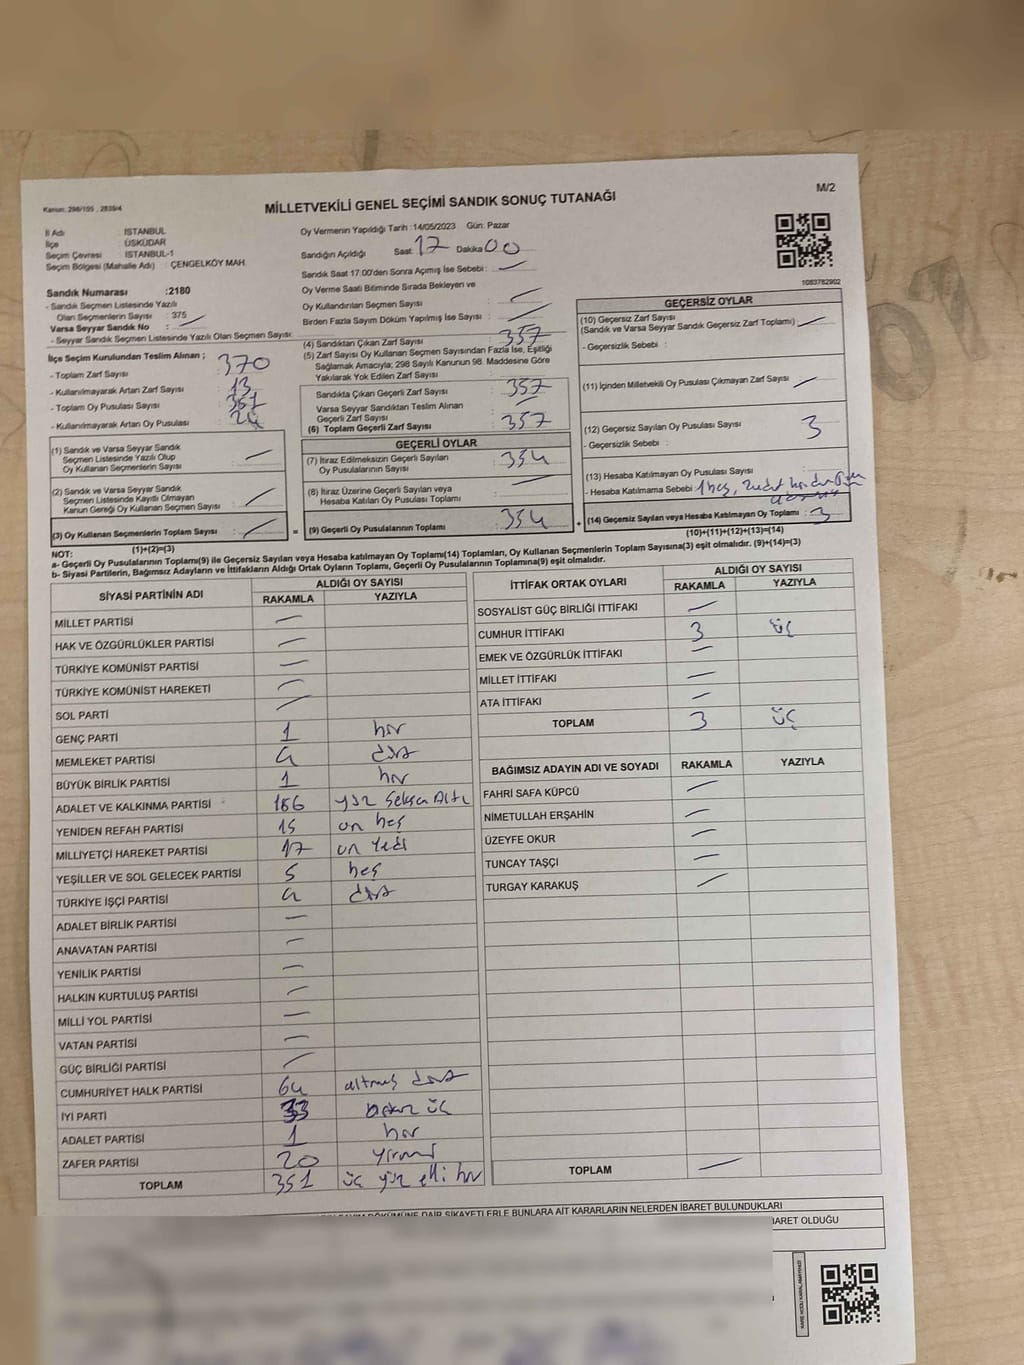 M/2
Kanun: 298/105 , 2839/4
MİLLETVEKİLİ GENEL SEÇİMİ SANDIK SONUÇ TUTANAĞI
İl Adı : İSTANBUL
İlçe : ÜSKÜDAR
Seçim Çevresi : İSTANBUL-1
Seçim Bölgesi (Mahalle Adı) : ÇENGELKÖY MAH.
Oy Vermenin Yapıldığı Tarih :14/05/2023 Gün: Pazar
Sandığın Açıldığı Saat: 17 Dakika 00
Sandık Saat 17:00'den Sonra Açımış İse Sebebi : —
Sandık Numarası :2180
- Sandık Seçmen Listesinde Yazılı
Olan Seçmenlerin Sayısı : 375
Varsa Seyyar Sandık No : —
- Seyyar Sandık Seçmen Listesinde Yazılı Olan Seçmen Sayısı:
Oy Verme Saati Bitiminde Sırada Bekleyen ve
Oy Kullandırılan Seçmen Sayısı : —
Birden Fazla Sayım Döküm Yapılmış İse Sayısı : —
1083782902
İlçe Seçim Kurulundan Teslim Alınan ;
- Toplam Zarf Sayısı : 370
- Kullanılmayarak Artan Zarf Sayısı : 13
- Toplam Oy Pusulası Sayısı
- Kullanılmayarak Artan Oy Pusulası
(4) Sandıktan Çıkan Zarf Sayısı : 357
(5) Zarf Sayısı Oy Kullanan Seçmen Sayısından Fazla İse, Eşitliği
Sağlamak Amacıyla; 298 Sayılı Kanunun 98. Maddesine Göre
Yakılarak Yok Edilen Zarf Sayısı
Sandıkta Çıkan Geçerli Zarf Sayısı : 357
Varsa Seyyar Sandıktan Teslim Alınan
Geçerli Zarf Sayısı : —
(6) Toplam Geçerli Zarf Sayısı : 357
GEÇERSİZ OYLAR
(10) Geçersiz Zarf Sayısı
(Sandık ve Varsa Seyyar Sandık Geçersiz Zarf Toplamı) : —
- Geçersizlik Sebebi :
(11) İçinden Milletvekili Oy Pusulası Çıkmayan Zarf Sayısı : —
(12) Geçersiz Sayılan Oy Pusulası Sayısı : 3
- Geçersizlik Sebebi :
(13) Hesaba Katılmayan Oy Pusulası Sayısı
- Hesaba Katılmama Sebebi :
(14) Geçersiz Sayılan veya Hesaba Katılmayan Oy Toplamı : 3
(10)+(11)+(12)+(13)=(14)
(1) Sandık ve Varsa Seyyar Sandık
Seçmen Listesinde Yazılı Olup
Oy Kullanan Seçmenlerin Sayısı : —
(2) Sandık ve Varsa Seyyar Sandık
Seçmen Listesinde Kayıtlı Olmayan
Kanun Gereği Oy Kullanan Seçmen Sayısı : —
(3) Oy Kullanan Seçmenlerin Toplam Sayısı : —
(1)+(2)=(3)
GEÇERLİ OYLAR
(7) İtiraz Edilmeksizin Geçerli Sayılan
Oy Pusulalarının Sayısı : 354
(8) İtiraz Üzerine Geçerli Sayılan veya
Hesaba Katılan Oy Pusulası Toplamı : —
= (9) Geçerli Oy Pusulalarının Toplamı : 354 +
NOT:
a- Geçerli Oy Pusulalarının Toplamı(9) ile Geçersiz Sayılan veya Hesaba katılmayan Oy Toplamı(14) Toplamları, Oy Kullanan Seçmenlerin Toplam Sayısına(3) eşit olmalıdır. (9)+(14)=(3)
b- Siyasi Partilerin, Bağımsız Adayların ve İttifakların Aldığı Ortak Oyların Toplamı, Geçerli Oy Pusulalarının Toplamına(9) eşit olmalıdır.
SİYASİ PARTİNİN ADI ALDIĞI OY SAYISI
RAKAMLA YAZIYLA
MİLLET PARTİSİ —
HAK VE ÖZGÜRLÜKLER PARTİSİ —
TÜRKİYE KOMÜNİST PARTİSİ —
TÜRKİYE KOMÜNİST HAREKETİ —
SOL PARTİ —
GENÇ PARTİ 1 bir
MEMLEKET PARTİSİ 4 dört
BÜYÜK BİRLİK PARTİSİ 1 bir
ADALET VE KALKINMA PARTİSİ 186 yüz seksen Altı
YENİDEN REFAH PARTİSİ 15 on beş
MİLLİYETÇİ HAREKET PARTİSİ 17 on yedi
YEŞİLLER VE SOL GELECEK PARTİSİ 5 beş
TÜRKİYE İŞÇİ PARTİSİ 4 dört
ADALET BİRLİK PARTİSİ —
ANAVATAN PARTİSİ —
YENİLİK PARTİSİ —
HALKIN KURTULUŞ PARTİSİ —
MİLLİ YOL PARTİSİ —
VATAN PARTİSİ —
GÜÇ BİRLİĞİ PARTİSİ —
CUMHURİYET HALK PARTİSİ 64 altmış dört
İYİ PARTİ 33 otuz üç
ADALET PARTİSİ 1 bir
ZAFER PARTİSİ 20 yirmi
TOPLAM 351 üç yüz elli bir
İTTİFAK ORTAK OYLARI ALDIĞI OY SAYISI
RAKAMLA YAZIYLA
SOSYALİST GÜÇ BİRLİĞİ İTTİFAKI —
CUMHUR İTTİFAKI 3 üç
EMEK VE ÖZGÜRLÜK İTTİFAKI —
MİLLET İTTİFAKI —
ATA İTTİFAKI —
TOPLAM 3 üç
BAĞIMSIZ ADAYIN ADI VE SOYADI RAKAMLA YAZIYLA
FAHRİ SAFA KÜPCÜ —
NİMETULLAH ERŞAHİN —
ÜZEYFE OKUR —
TUNCAY TAŞÇI —
TURGAY KARAKUŞ —
TOPLAM —
DÖKÜMÜNE DAİR ŞİKAYETLERLE BUNLARA AİT KARARLARIN NELERDEN İBARET BULUNDUKLARI
BARET OLDUĞU